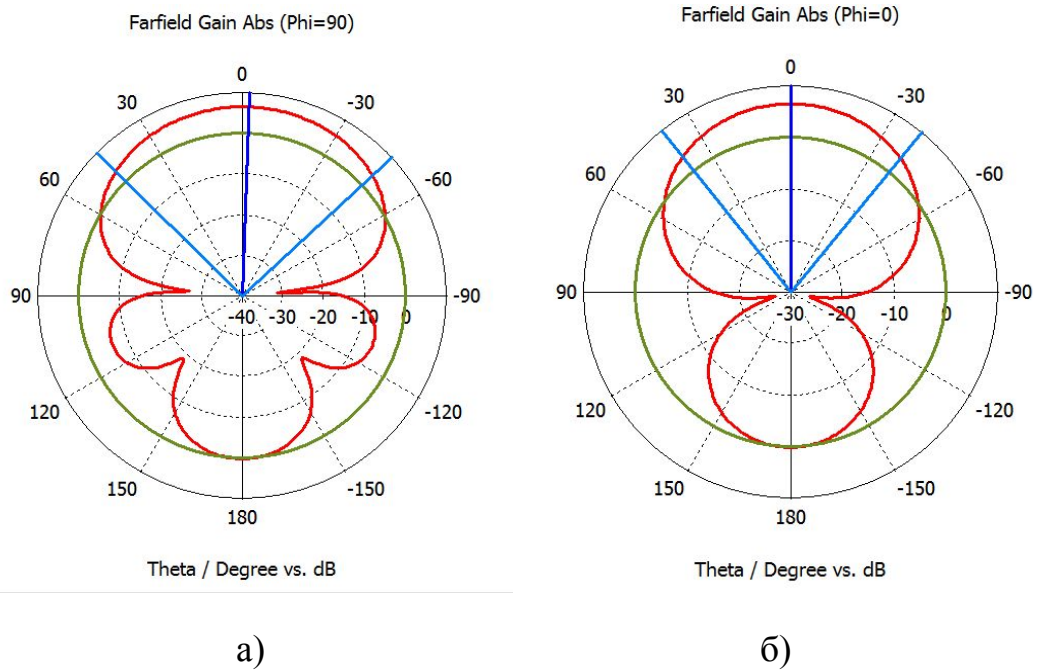 Farfield Gain Abs (Phi=90)
0
30 -30
60 -60
90 -90
-40 -30 -20 -10 0
120 -120
150 -150
180
Theta / Degree vs. dB
а)
Farfield Gain Abs (Phi=0)
0
30 -30
60 -60
90 -90
-30 -20 -10 0
120 -120
150 -150
180
Theta / Degree vs. dB
б)